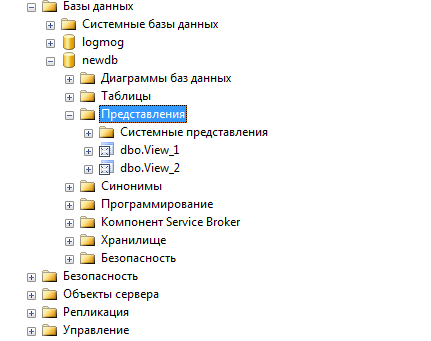 Базы данных
Системные базы данных
logmog
newdb
Диаграммы баз данных
Таблицы
Представления
Системные представления
dbo.View_1
dbo.View_2
Синонимы
Программирование
Компонент Service Broker
Хранилище
Безопасность
Безопасность
Объекты сервера
Репликация
Управление